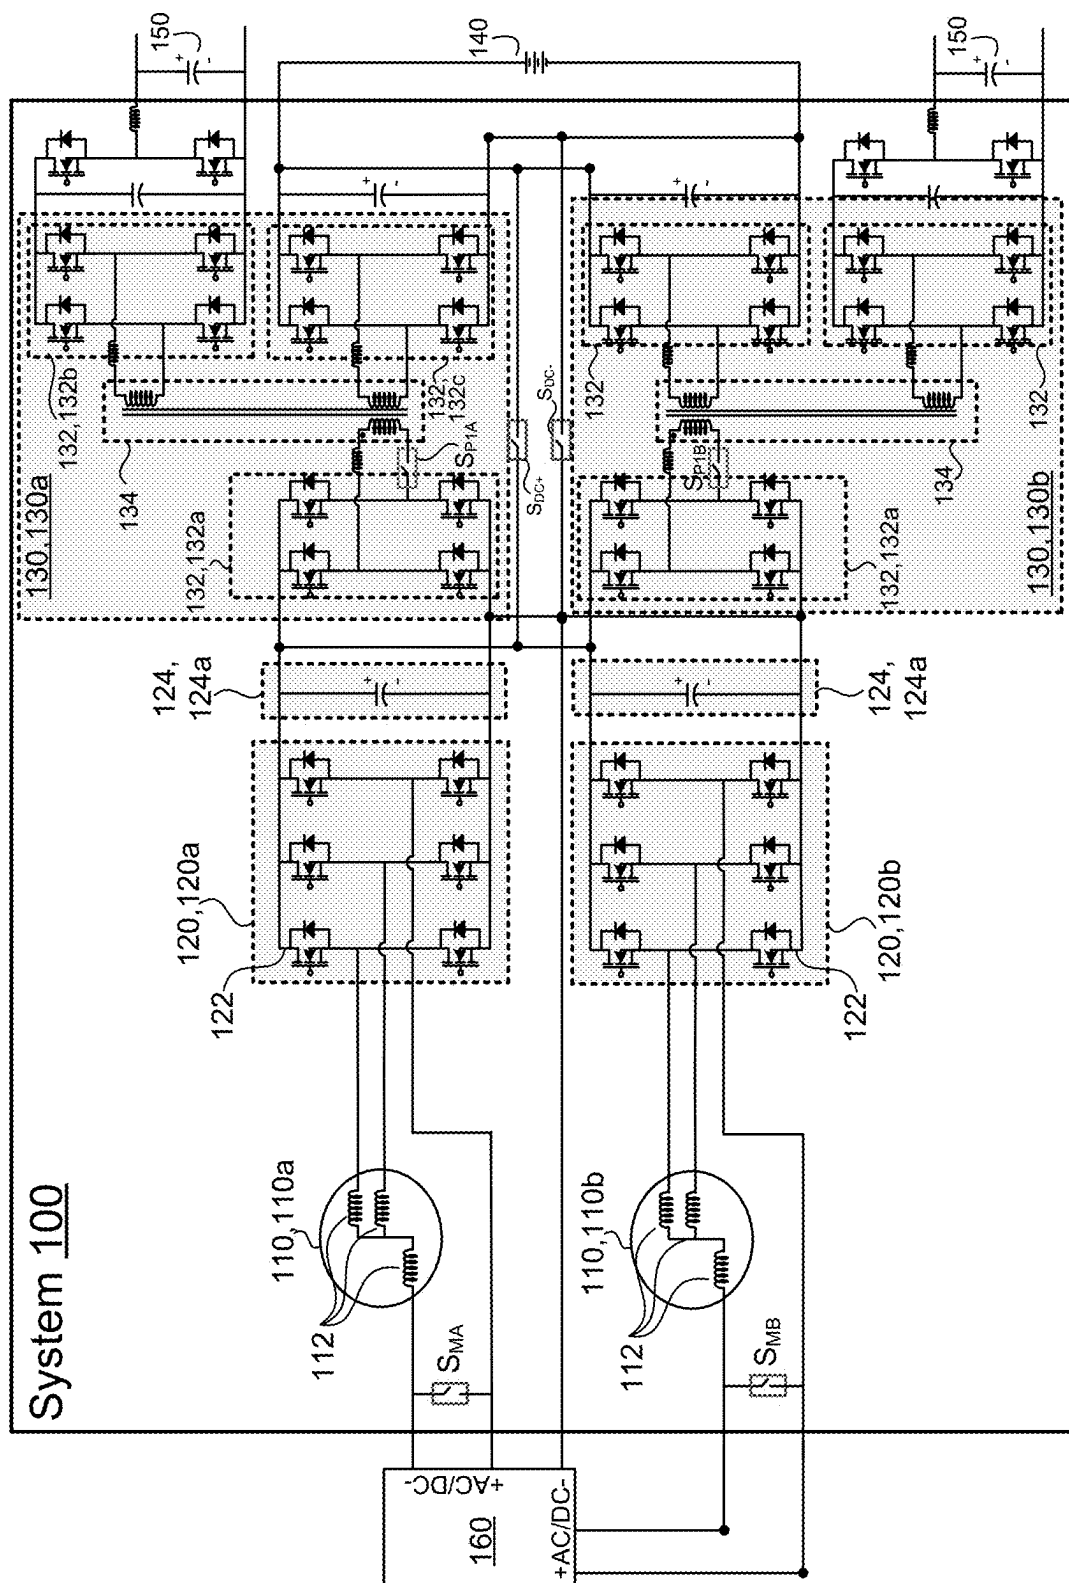 System 100
160
+AC/DC-
+AC/DC-
SMA
SMB
112
112
110,110a
110,110b
122
122
120,120a
120,120b
124,
124a
124,
124a
130,130a
132,132a
134
SP1A
132,132b
132,
132c
SDC+
SDC-
130,130b
132,132a
SP1B
134
132
132
140
150
+
-
150
+
-
+
-
+
-
+
-
+
-